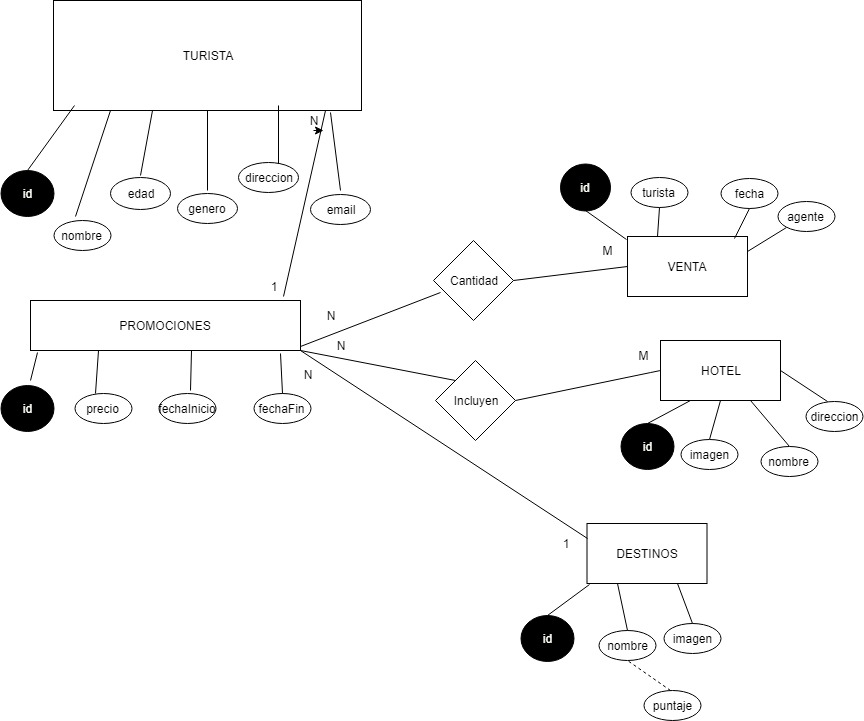 TURISTA
N
id
nombre
edad
genero
direccion
email
1
PROMOCIONES
id
precio
fechaInicio
fechaFin
N
N
N
Cantidad
M
id
turista
fecha
agente
VENTA
Incluyen
M
HOTEL
id
imagen
nombre
direccion
1
DESTINOS
id
nombre
imagen
puntaje